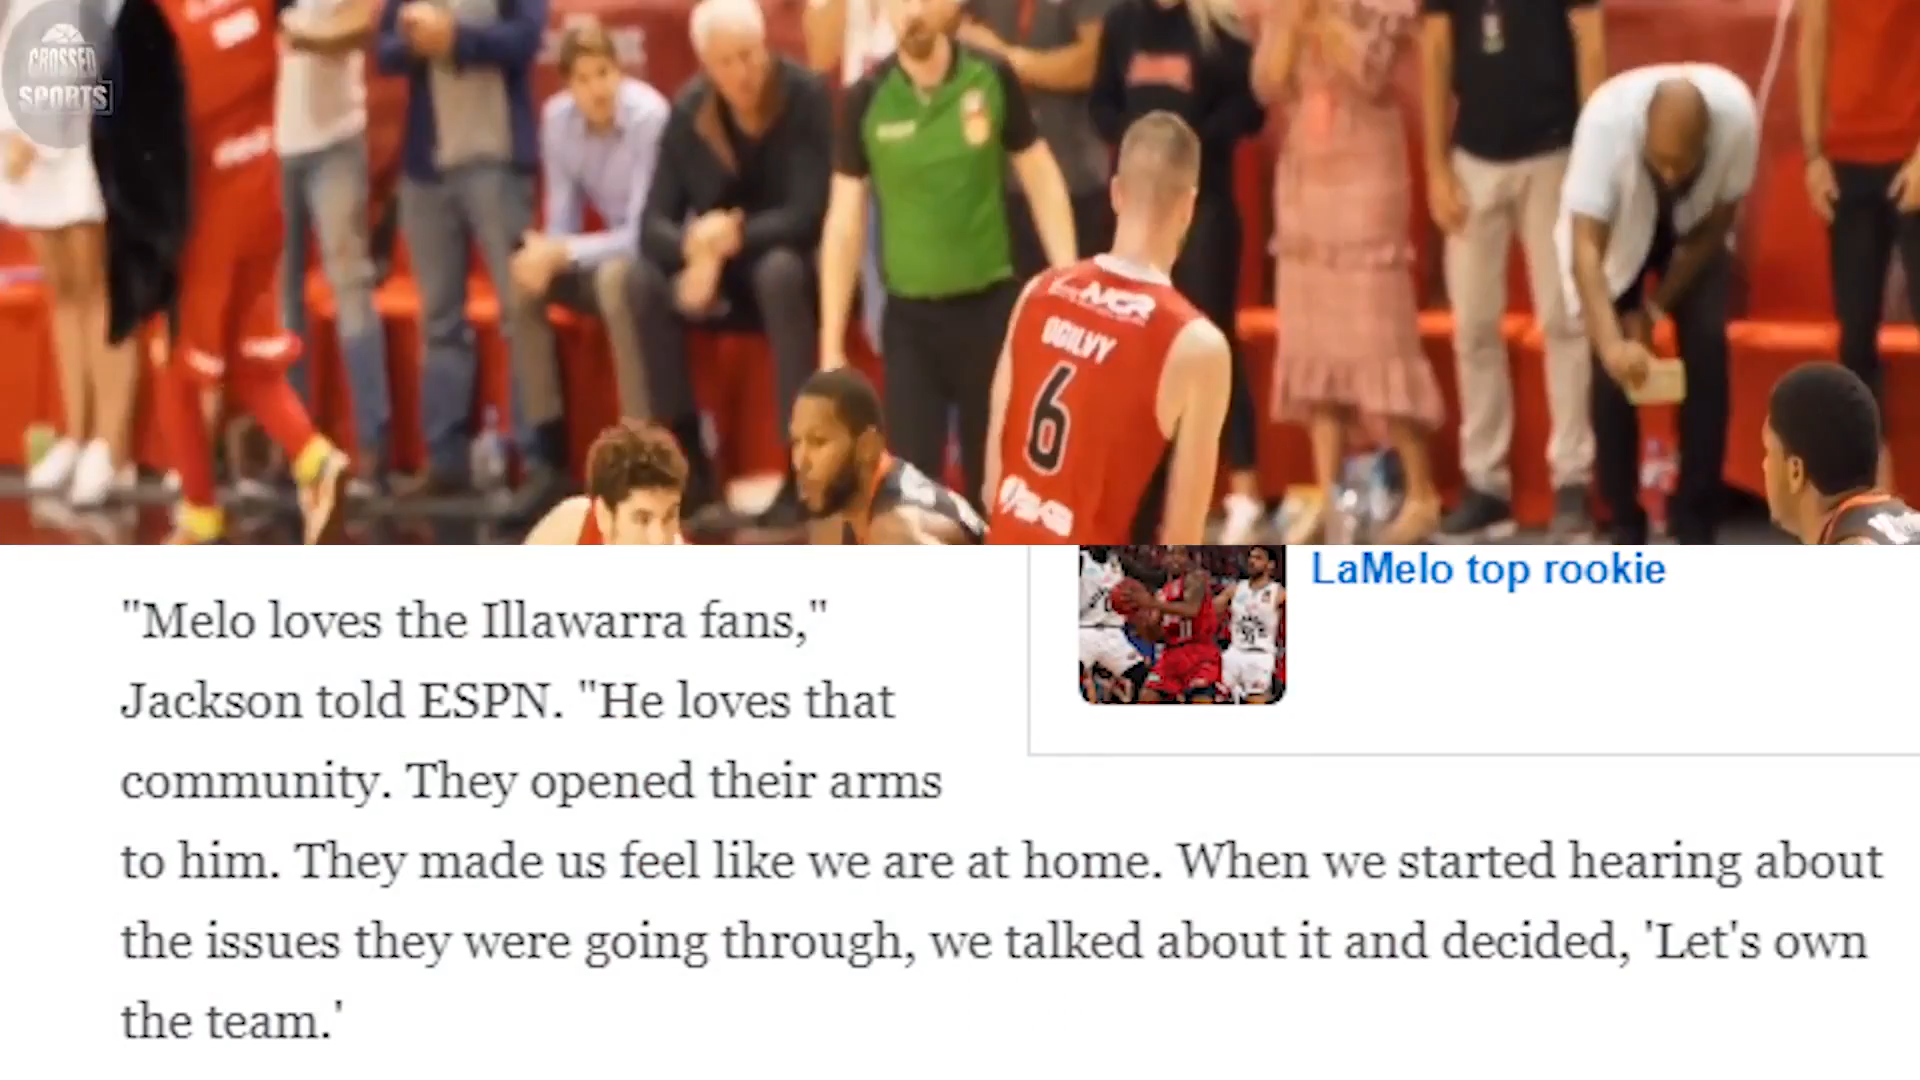 CROSSED
SPORTS
MCR
OGILVY
6
LaMelo top rookie
"Melo loves the Illawarra fans,"
Jackson told ESPN. "He loves that
community. They opened their arms
to him. They made us feel like we are at home. When we started hearing about
the issues they were going through, we talked about it and decided, 'Let's own
the team.'